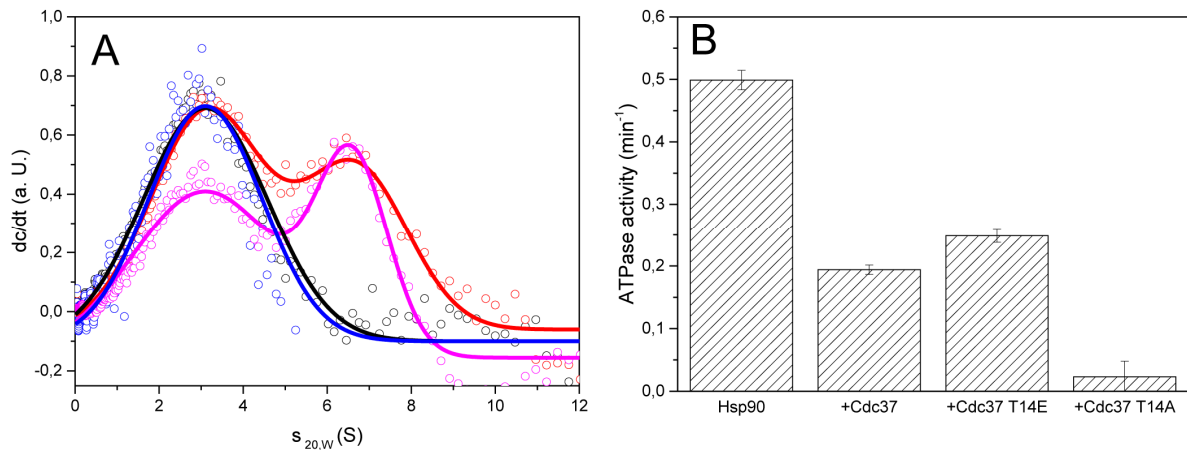 A
1,0
0,8
0,6
0,4
0,2
0,0
-0,2
dc/dt (a. U.)
0
2
4
6
8
10
12
s 20,W (S)
B
0,6
0,5
0,4
0,3
0,2
0,1
0,0
ATPase activity (min-1)
Hsp90
+Cdc37
+Cdc37 T14E
+Cdc37 T14A